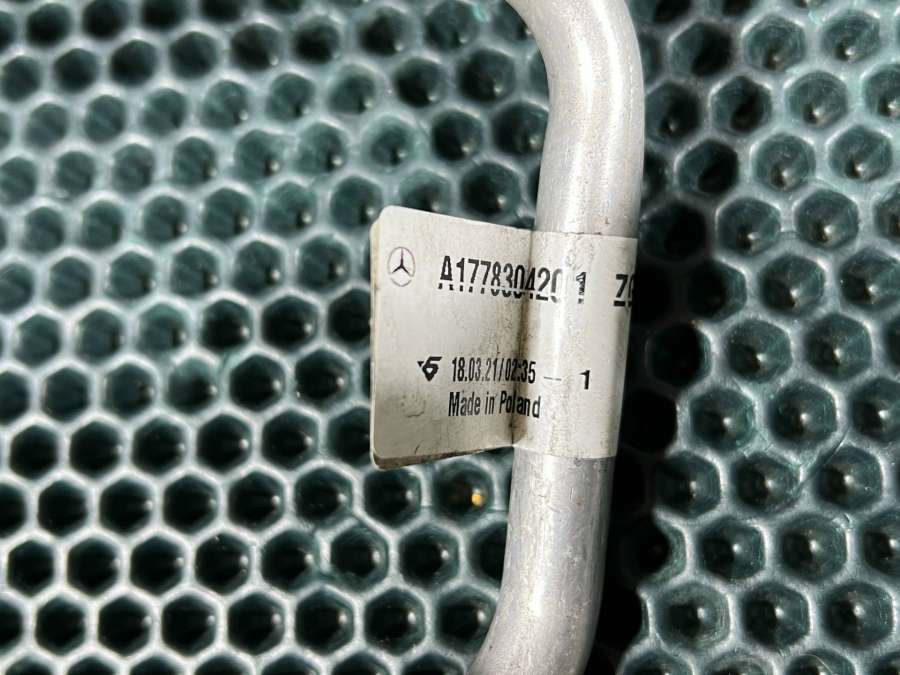 A1778304201
18.03.21/02:35 - 1
Made in Poland